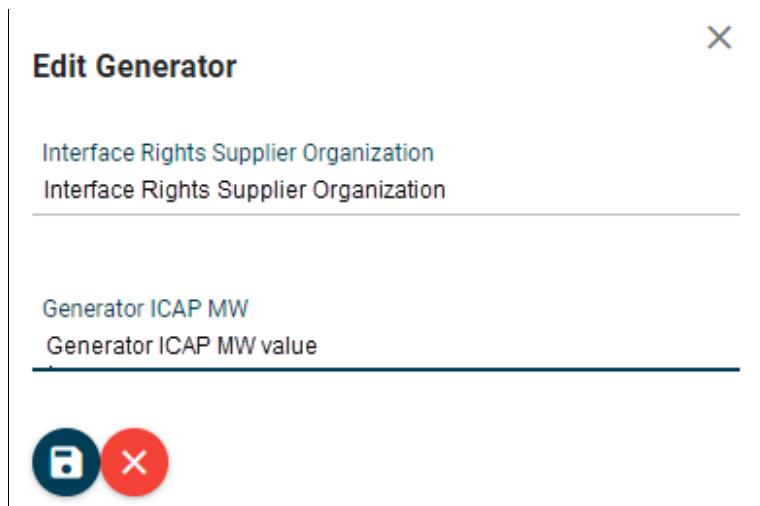 Edit Generator
Interface Rights Supplier Organization
Interface Rights Supplier Organization
Generator ICAP MW
Generator ICAP MW value